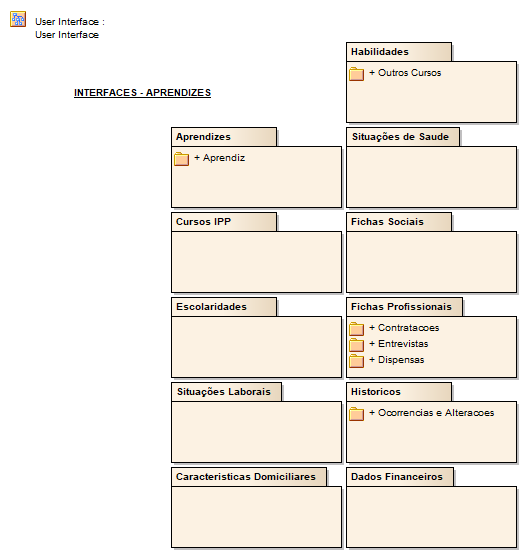 User Interface :
User Interface
INTERFACES - APRENDIZES
Habilidades
+ Outros Cursos
Aprendizes
+ Aprendiz
Situações de Saude
Cursos IPP
Fichas Sociais
Escolaridades
Fichas Profissionais
+ Contratacoes
+ Entrevistas
+ Dispensas
Situações Laborais
Historicos
+ Ocorrencias e Alteracoes
Caracteristicas Domiciliares
Dados Financeiros